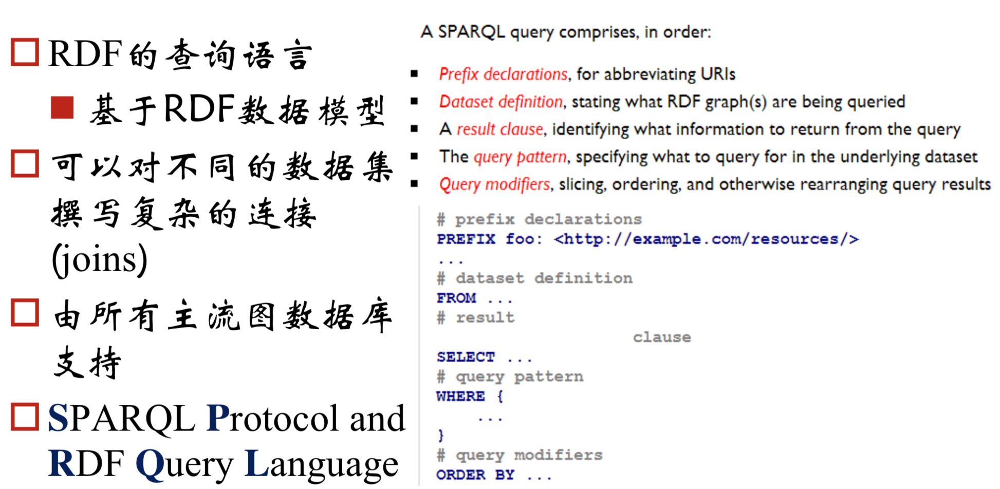 RDF的查询语言
基于RDF数据模型
可以对不同的数据集
撰写复杂的连接
(joins)
由所有主流图数据库
支持
SPARQL Protocol and
RDF Query Language
A SPARQL query comprises, in order:
Prefix declarations, for abbreviating URIs
Dataset definition, stating what RDF graph(s) are being queried
A result clause, identifying what information to return from the query
The query pattern, specifying what to query for in the underlying dataset
Query modifiers, slicing, ordering, and otherwise rearranging query results
# prefix declarations
PREFIX foo: <http://example.com/resources/>
...
# dataset definition
FROM ...
# result
clause
SELECT ...
# query pattern
WHERE {
...
}
# query modifiers
ORDER BY ...